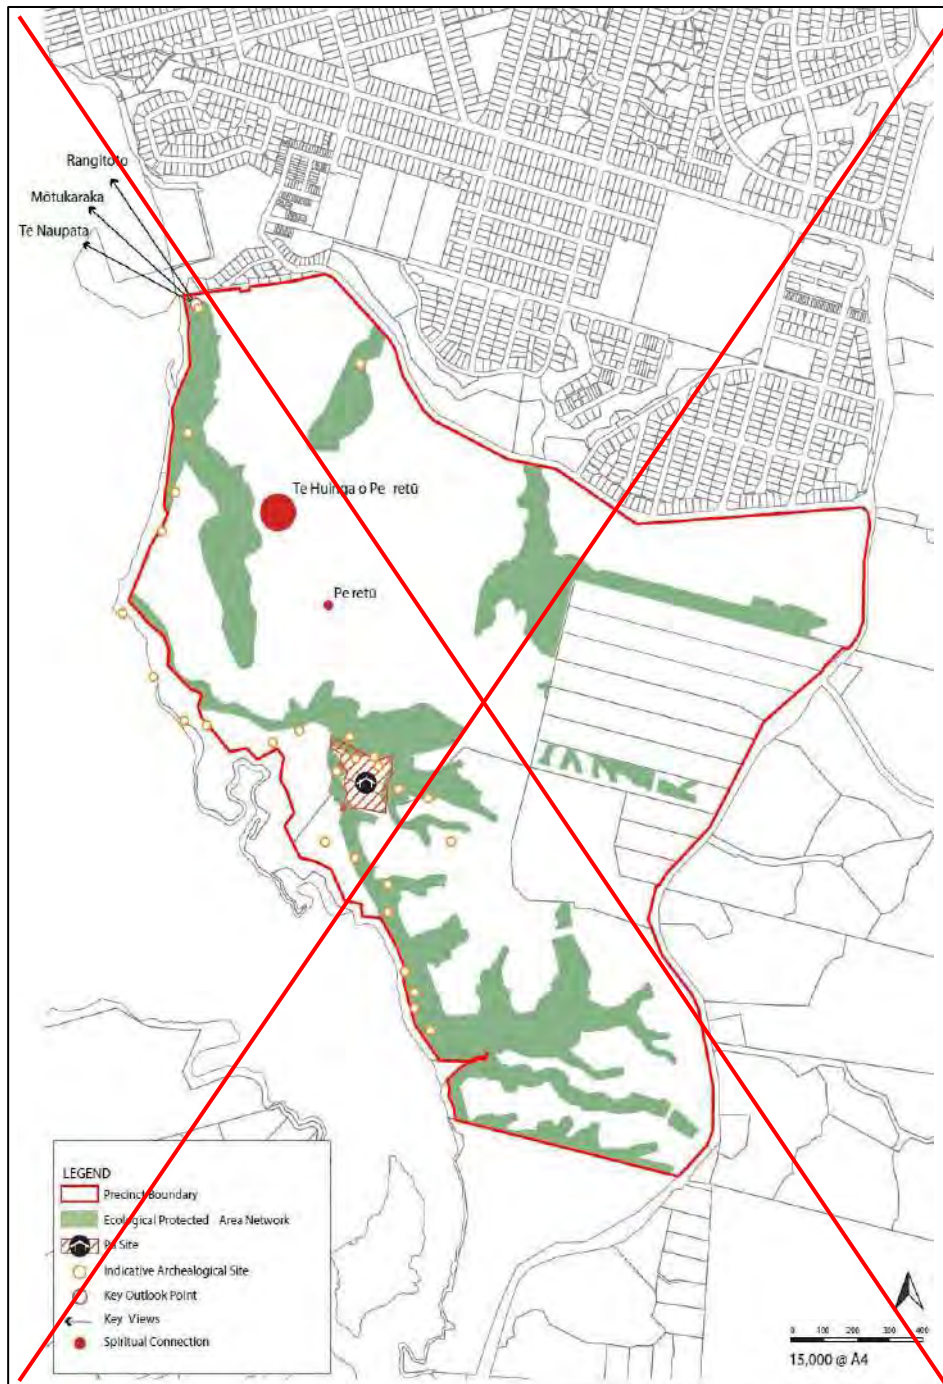 Rangitoto
Mōtukaraka
Te Naupata
Te Huinga o Pe retū
Pe retū
LEGEND
Precinct Boundary
Ecological Protected Area Network
Pā Site
Indicative Archealogical Site
Key Outlook Point
Key Views
Spiritual Connection
0 100 200 300 400
15,000 @ A4